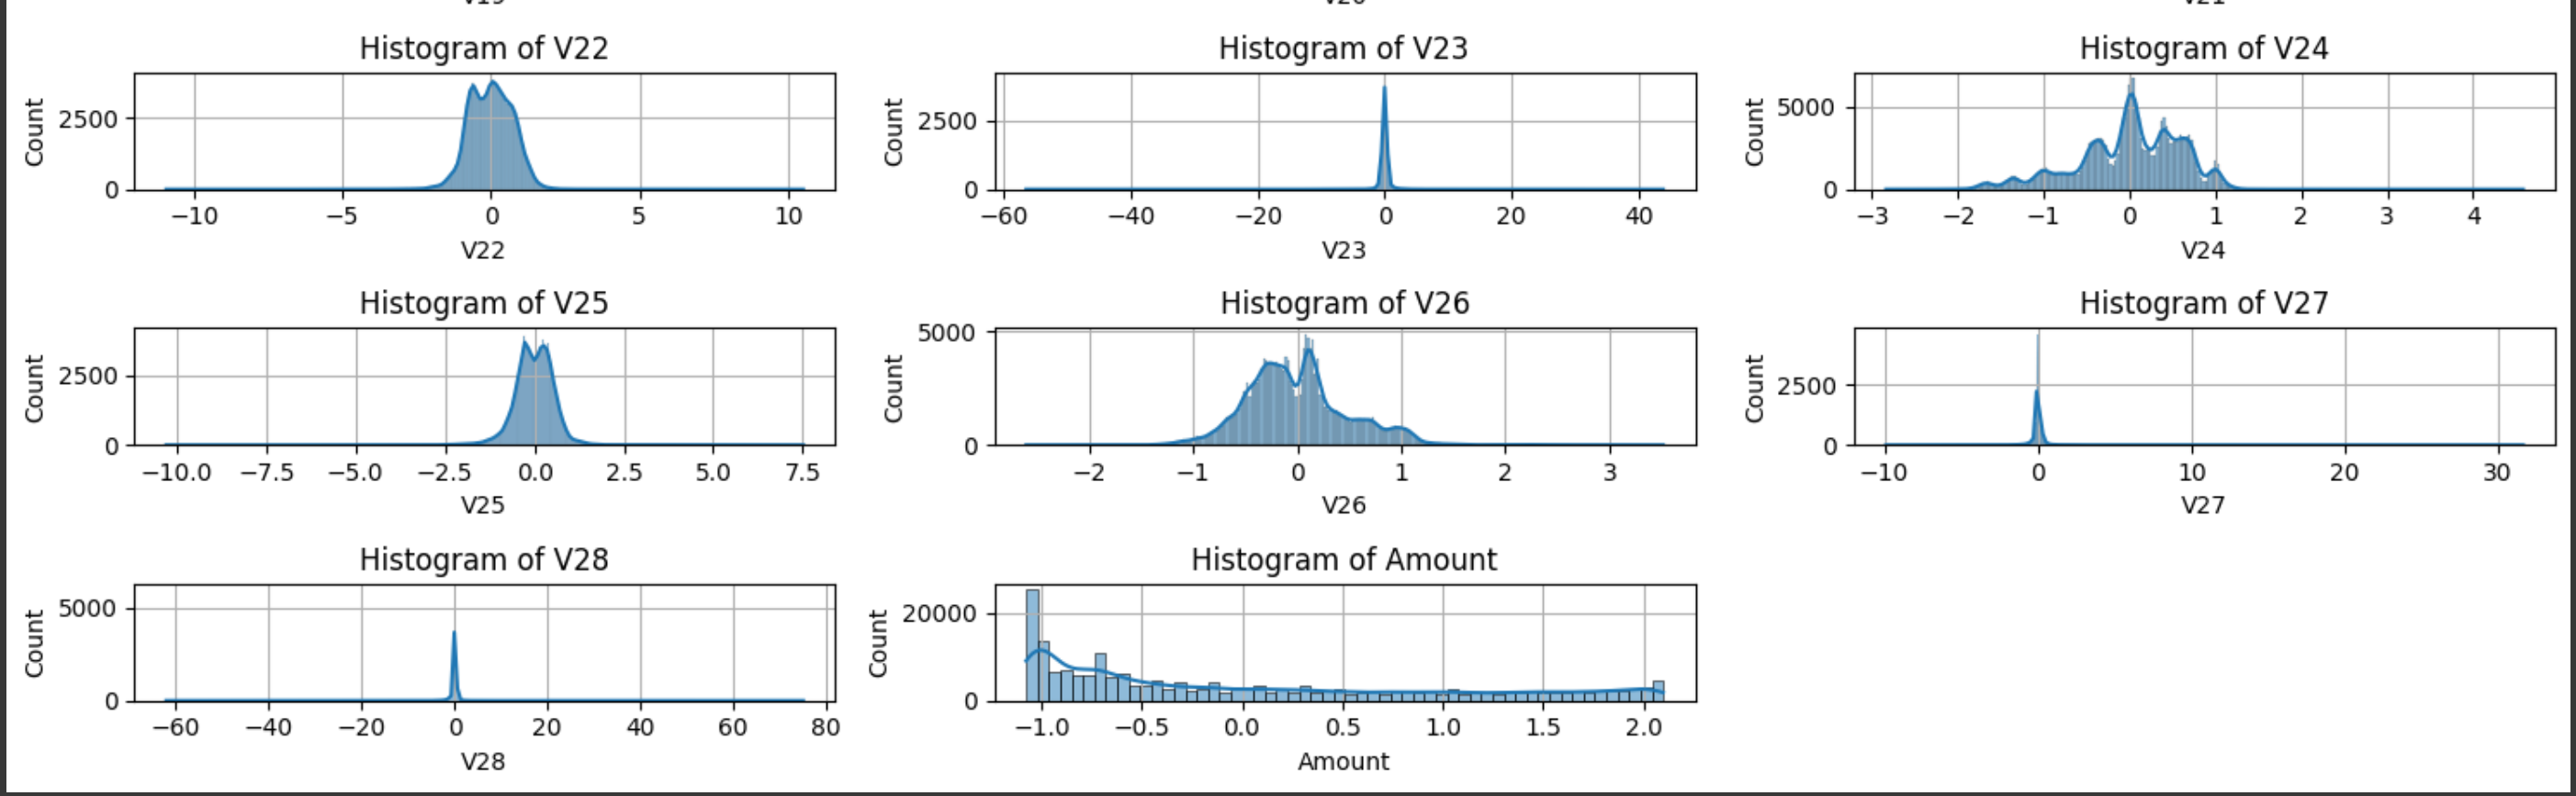 V19 V20 V21
Histogram of V22 Histogram of V23 Histogram of V24
Count 2500 0 Count 2500 0 Count 5000 0
−10 −5 0 5 10 −60 −40 −20 0 20 40 −3 −2 −1 0 1 2 3 4
V22 V23 V24
Histogram of V25 Histogram of V26 Histogram of V27
Count 2500 0 Count 5000 0 Count 2500 0
−10.0 −7.5 −5.0 −2.5 0.0 2.5 5.0 7.5 −2 −1 0 1 2 3 −10 0 10 20 30
V25 V26 V27
Histogram of V28 Histogram of Amount
Count 5000 0 Count 20000 0
−60 −40 −20 0 20 40 60 80 −1.0 −0.5 0.0 0.5 1.0 1.5 2.0
V28 Amount